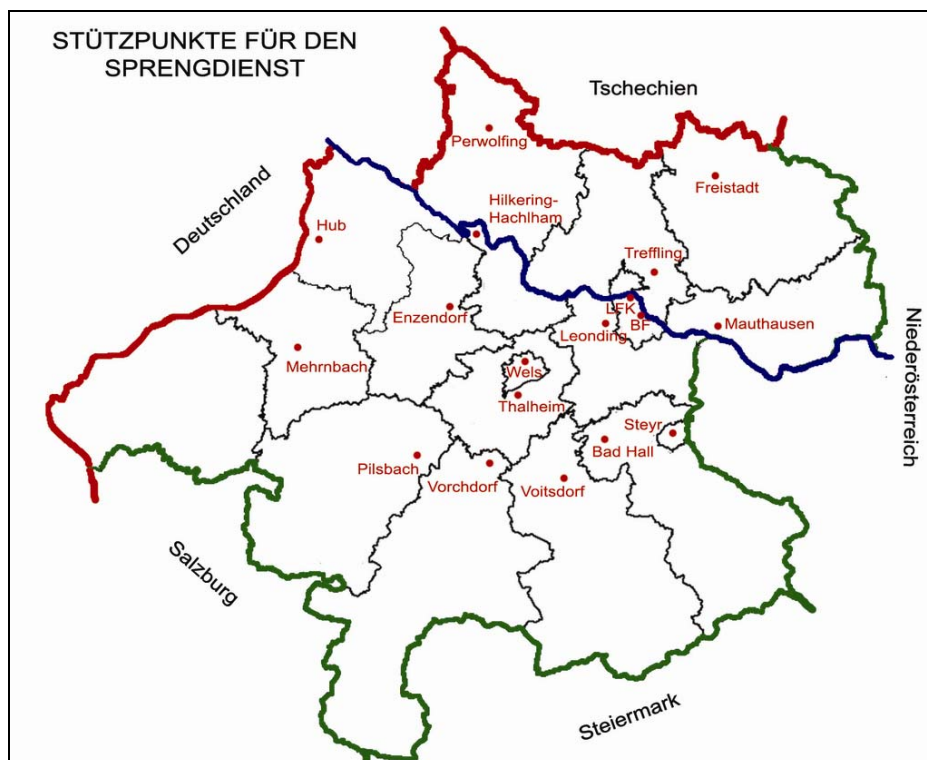 STÜTZPUNKTE FÜR DEN
SPRENGDIENST
Tschechien
Perwolfing
Freistadt
Deutschland
Hilkering-
Hachlham
Hub
Treffling
LFK
Enzendorf
BF
Leonding
Mauthausen
Niederösterreich
Mehrnbach
Wels
Thalheim
Steyr
Bad Hall
Pilsbach
Vorchdorf
Voitsdorf
Salzburg
Steiermark